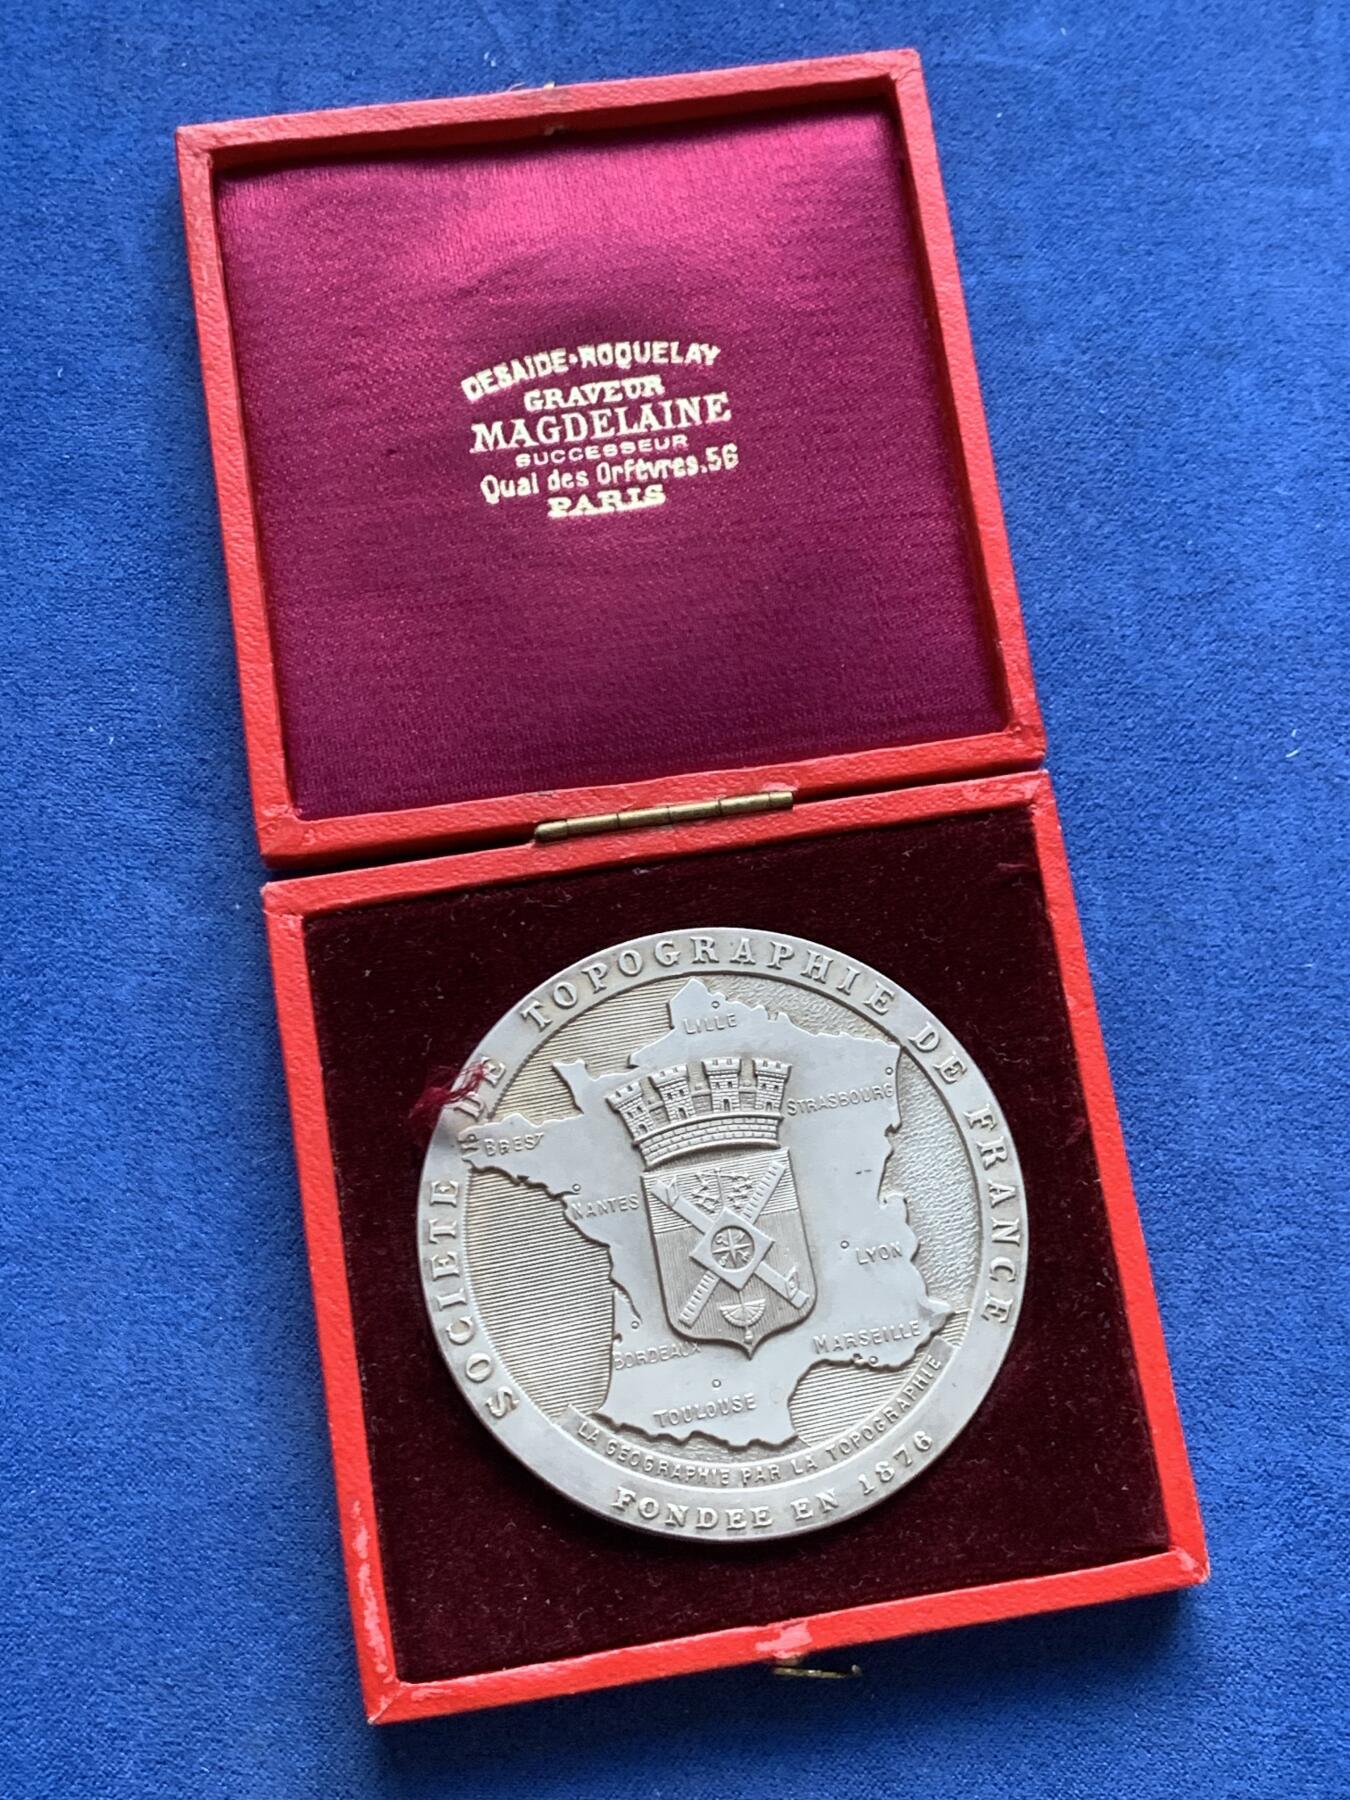 DESAIDE·ROQUELAY
GRAVEUR
MAGDELAINE
SUCCESSEUR
Quai des Orfèvres.56
PARIS
SOCIETE DE TOPOGRAPHIE DE FRANCE
LILLE
STRASBOURG
BREST
NANTES
LYON
BORDEAUX
MARSEILLE
TOULOUSE
LA GEOGRAPHIE PAR LA TOPOGRAPHIE
FONDEE EN 1876